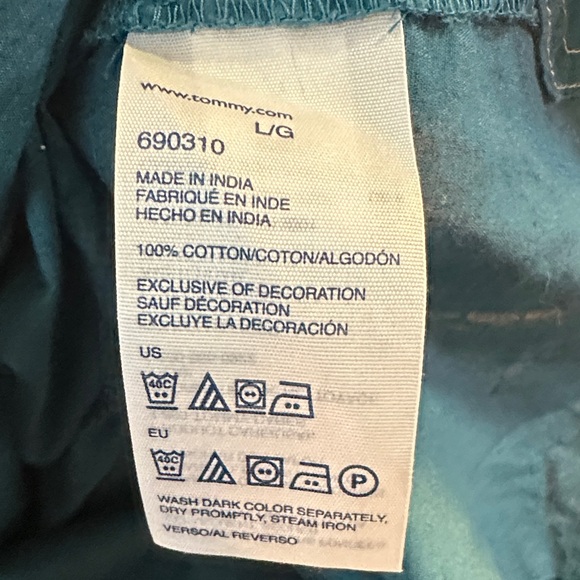 www.tommy.com
L/G
690310
MADE IN INDIA
FABRIQUÉ EN INDE
HECHO EN INDIA
100% COTTON/COTON/ALGODÓN
EXCLUSIVE OF DECORATION
SAUF DÉCORATION
EXCLUYE LA DECORACIÓN
US
40C
EU
40C P
WASH DARK COLOR SEPARATELY,
DRY PROMPTLY, STEAM IRON
VERSO/AL REVERSO